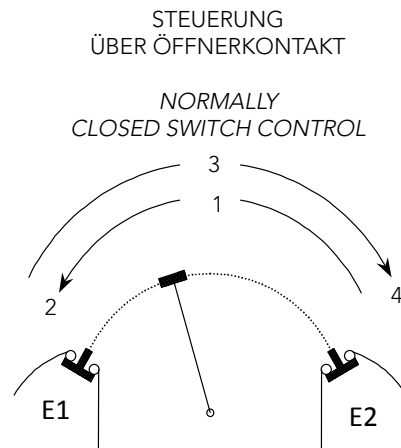 STEUERUNG
ÜBER ÖFFNERKONTAKT
NORMALLY
CLOSED SWITCH CONTROL
3
1
2
4
E1
E2